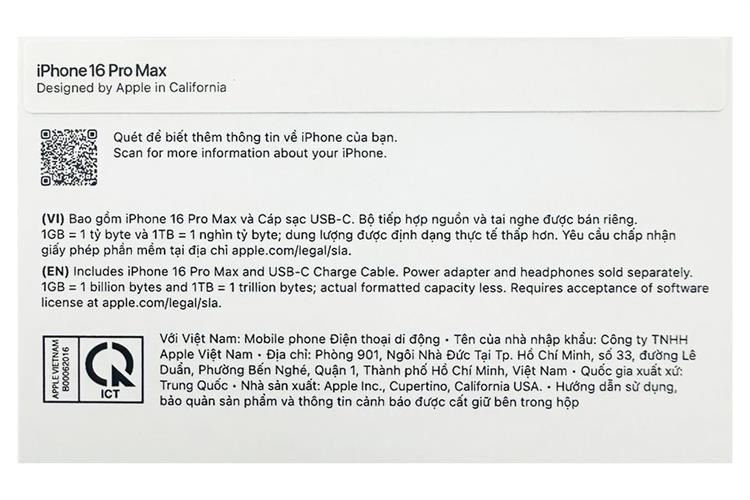 iPhone 16 Pro Max
Designed by Apple in California
Quét để biết thêm thông tin về iPhone của bạn.
Scan for more information about your iPhone.
(VI) Bao gồm iPhone 16 Pro Max và Cáp sạc USB-C. Bộ tiếp hợp nguồn và tai nghe được bán riêng.
1GB = 1 tỷ byte và 1TB = 1 nghìn tỷ byte; dung lượng được định dạng thực tế thấp hơn. Yêu cầu chấp nhận
giấy phép phần mềm tại địa chỉ apple.com/legal/sla.
(EN) Includes iPhone 16 Pro Max and USB-C Charge Cable. Power adapter and headphones sold separately.
1GB = 1 billion bytes and 1TB = 1 trillion bytes; actual formatted capacity less. Requires acceptance of software
license at apple.com/legal/sla.
APPLE VIETNAM
B00062016
ICT
Với Việt Nam: Mobile phone Điện thoại di động • Tên của nhà nhập khẩu: Công ty TNHH
Apple Việt Nam • Địa chỉ: Phòng 901, Ngôi Nhà Đức Tại Tp. Hồ Chí Minh, số 33, đường Lê
Duẩn, Phường Bến Nghé, Quận 1, Thành phố Hồ Chí Minh, Việt Nam • Quốc gia xuất xứ:
Trung Quốc • Nhà sản xuất: Apple Inc., Cupertino, California USA. • Hướng dẫn sử dụng,
bảo quản sản phẩm và thông tin cảnh báo được cất giữ bên trong hộp